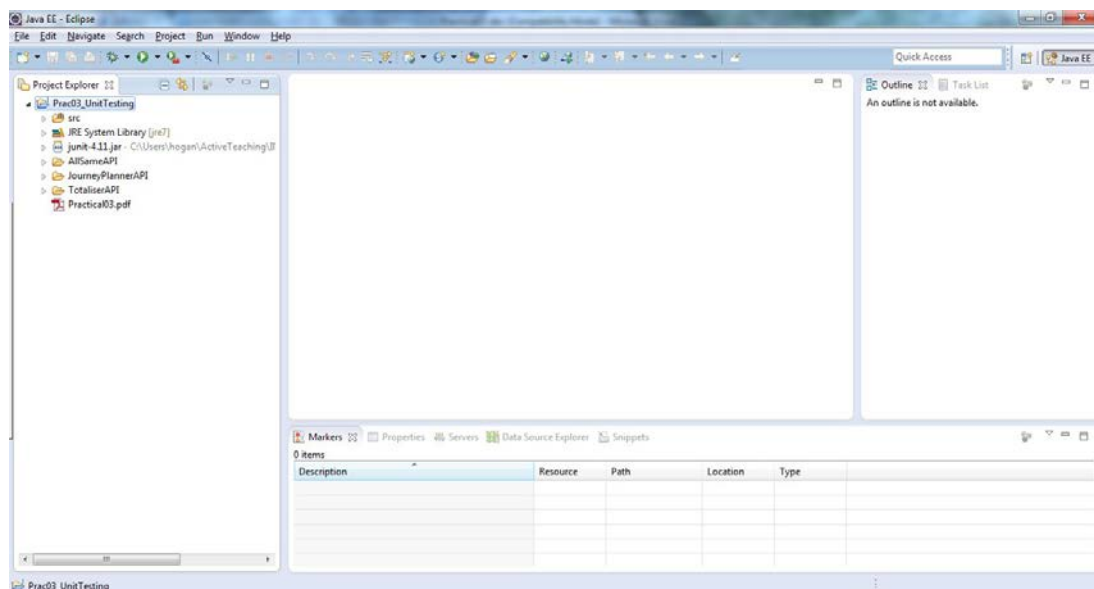 Java EE - Eclipse
File Edit Navigate Search Project Run Window Help
Quick Access
Java EE
Project Explorer
Prac03_UnitTesting
src
JRE System Library [jre7]
junit-4.11.jar - C:\Users\hogan\ActiveTeaching\
AllSameAPI
JourneyPlannerAPI
TotaliserAPI
Practical03.pdf
Outline Task List
An outline is not available.
Markers Properties Servers Data Source Explorer Snippets
0 items
Description Resource Path Location Type
Prac03_UnitTesting